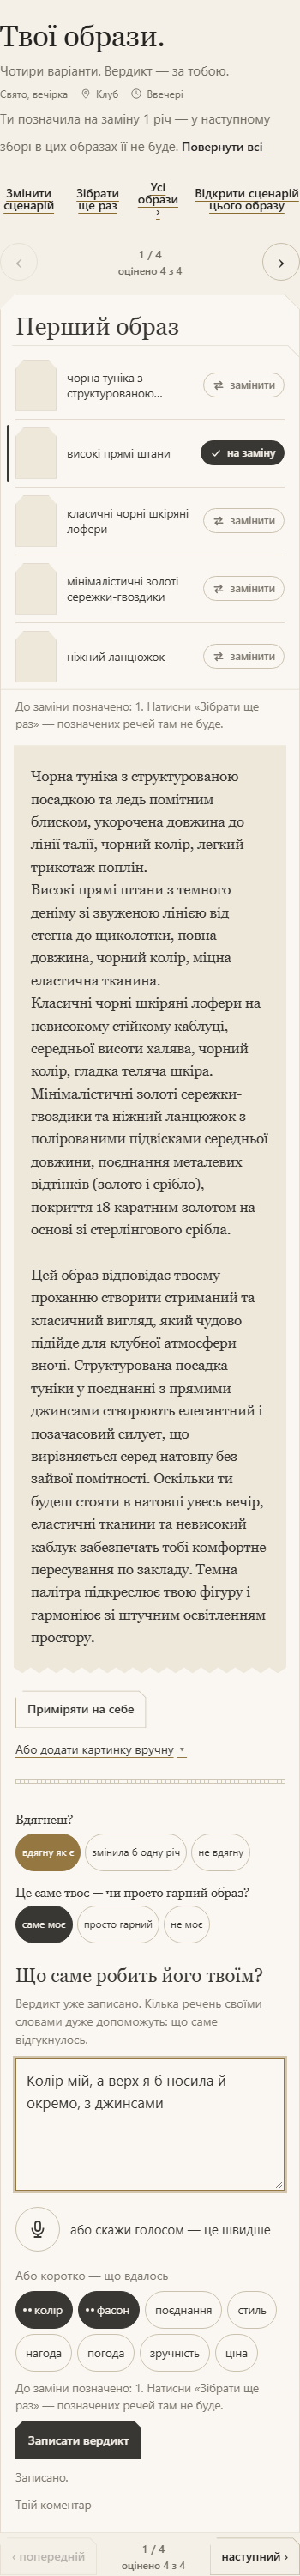 Твої образи.
Чотири варіанти. Вердикт — за тобою.
Свято, вечірка Клуб Ввечері
Ти позначила на заміну 1 річ — у наступному
зборі в цих образах її не буде. Повернути всі
Змінити
сценарій
Зібрати
ще раз
Усі
образи
›
Відкрити сценарій
цього образу
‹
1 / 4
оцінено 4 з 4
›
Перший образ
чорна туніка з
структурованою...
замінити
високі прямі штани
на заміну
класичні чорні шкіряні
лофери
замінити
мінімалістичні золоті
сережки-гвоздики
замінити
ніжний ланцюжок
замінити
До заміни позначено: 1. Натисни «Зібрати ще
раз» — позначених речей там не буде.
Чорна туніка з структурованою
посадкою та ледь помітним
блиском, укорочена довжина до
лінії талії, чорний колір, легкий
трикотаж поплін.
Високі прямі штани з темного
деніму зі звуженою лінією від
стегна до щиколотки, повна
довжина, чорний колір, міцна
еластична тканина.
Класичні чорні шкіряні лофери на
невисокому стійкому каблуці,
середньої висоти халява, чорний
колір, гладка теляча шкіра.
Мінімалістичні золоті сережки-
гвоздики та ніжний ланцюжок з
полірованими підвісками середньої
довжини, поєднання металевих
відтінків (золото і срібло),
покриття 18 каратним золотом на
основі зі стерлінгового срібла.
Цей образ відповідає твоєму
проханню створити стриманий та
класичний вигляд, який чудово
підійде для клубної атмосфери
вночі. Структурована посадка
туніки у поєднанні з прямими
джинсами створюють елегантний і
позачасовий силует, що
вирізняється серед натовпу без
зайвої помітності. Оскільки ти
будеш стояти в натовпі увесь вечір,
еластичні тканини та невисокий
каблук забезпечать тобі комфортне
пересування по закладу. Темна
палітра підкреслює твою фігуру і
гармоніює зі штучним освітленням
простору.
Приміряти на себе
Або додати картинку вручну
Вдягнеш?
вдягну як є
змінила б одну річ
не вдягну
Це саме твоє — чи просто гарний образ?
саме моє
просто гарний
не моє
Що саме робить його твоїм?
Вердикт уже записано. Кілька речень своїми
словами дуже допоможуть: що саме
відгукнулось.
Колір мій, а верх я б носила й
окремо, з джинсами
або скажи голосом — це швидше
Або коротко — що вдалось
колір
фасон
поєднання
стиль
нагода
погода
зручність
ціна
До заміни позначено: 1. Натисни «Зібрати ще
раз» — позначених речей там не буде.
Записати вердикт
Записано.
Твій коментар
‹ попередній
1 / 4
оцінено 4 з 4
наступний ›